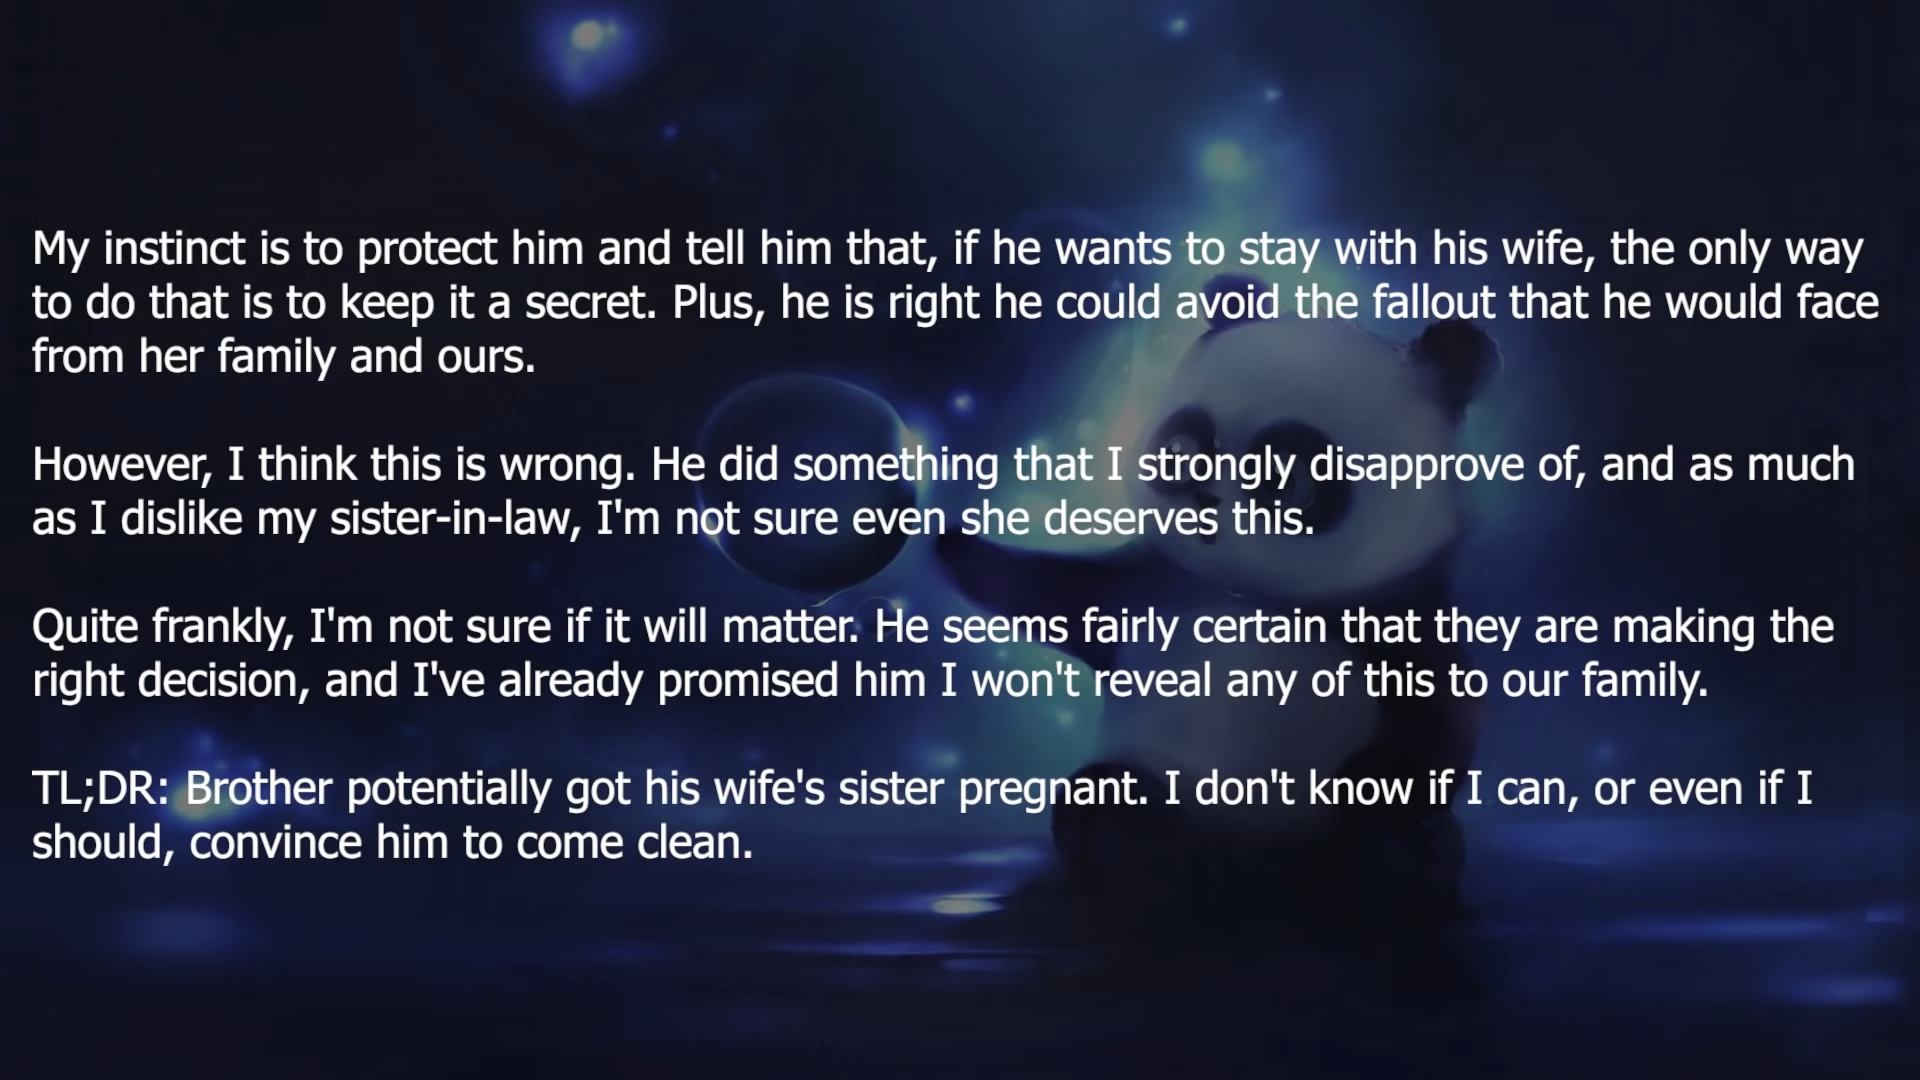 My instinct is to protect him and tell him that, if he wants to stay with his wife, the only way
to do that is to keep it a secret. Plus, he is right he could avoid the fallout that he would face
from her family and ours.
However, I think this is wrong. He did something that I strongly disapprove of, and as much
as I dislike my sister-in-law, I'm not sure even she deserves this.
Quite frankly, I'm not sure if it will matter. He seems fairly certain that they are making the
right decision, and I've already promised him I won't reveal any of this to our family.
TL;DR: Brother potentially got his wife's sister pregnant. I don't know if I can, or even if I
should, convince him to come clean.